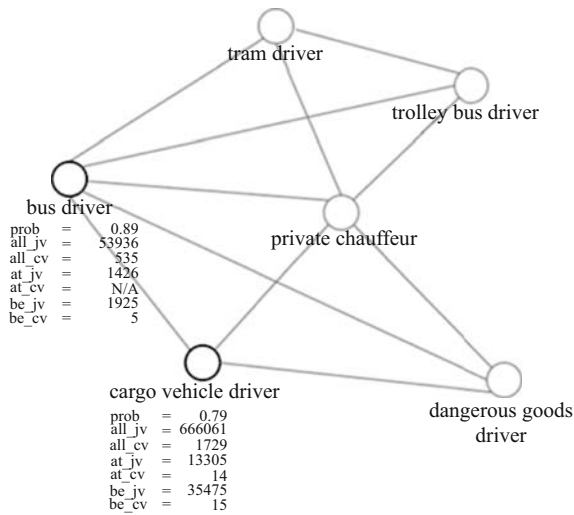 tram driver
trolley bus driver
bus driver
prob = 0.89
all_jv = 53936
all_cv = 535
at_jv = 1426
at_cv = N/A
be_jv = 1925
be_cv = 5
private chauffeur
cargo vehicle driver
prob = 0.79
all_jv = 666061
all_cv = 1729
at_jv = 13305
at_cv = 14
be_jv = 35475
be_cv = 15
dangerous goods
driver